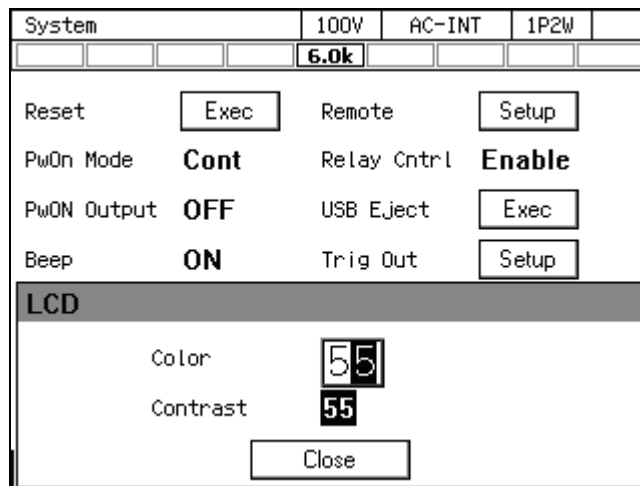 System 100V AC-INT 1P2W
6.0k
Reset Exec Remote Setup
PwOn Mode Cont Relay Cntrl Enable
PwON Output OFF USB Eject Exec
Beep ON Trig Out Setup
LCD
Color 55
Contrast 55
Close